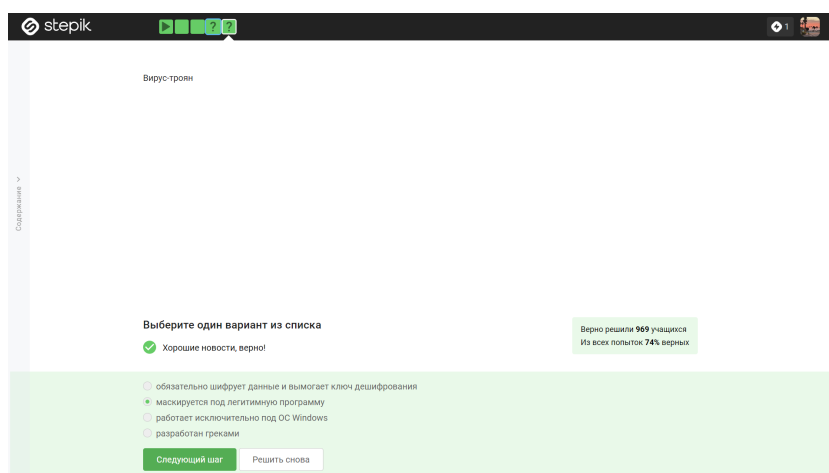 stepik
? ?
1
Вирус-троян
Содержание
Выберите один вариант из списка
Хорошие новости, верно!
Верно решили 969 учащихся
Из всех попыток 74% верных
обязательно шифрует данные и вымогает ключ дешифрования
маскируется под легитимную программу
работает исключительно под ОС Windows
разработан греками
Следующий шаг
Решить снова